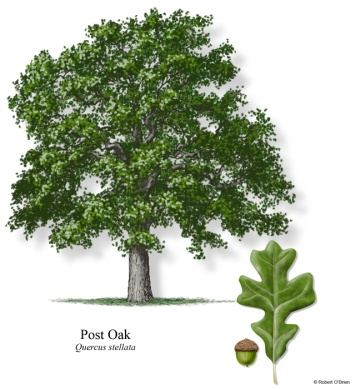 Post Oak
Quercus stellata
© Robert O'Brien